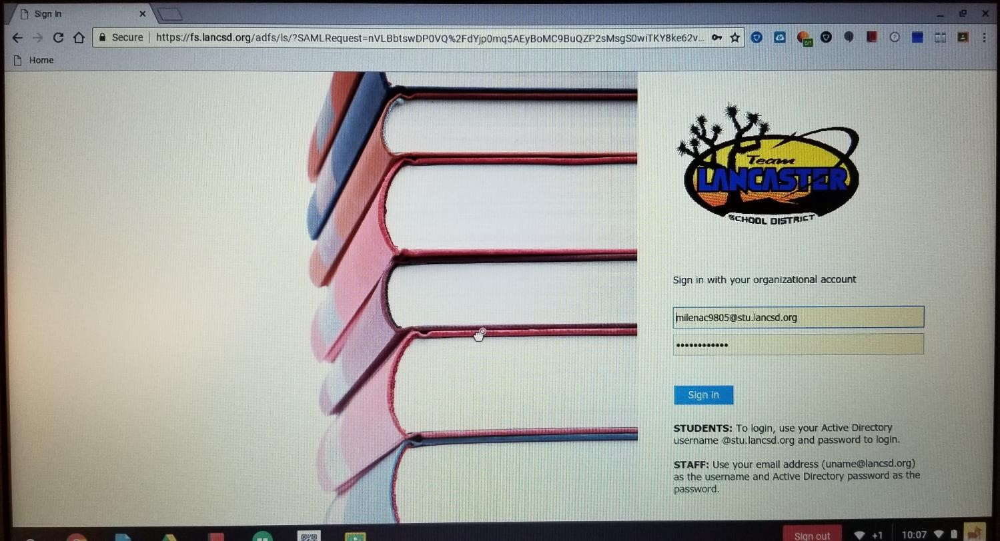 Sign In
Secure https://fs.lancsd.org/adfs/ls/?SAMLRequest=nVLBbtswDP0VQ%2FdYjp0mq5AEyBoMC9BuQZP2sMsgS0wiTKY8ke62v...
Home
Team
LANCASTER
SCHOOL DISTRICT
Sign in with your organizational account
milenac9805@stu.lancsd.org
••••••••••••
Sign in
STUDENTS: To login, use your Active Directory
username @stu.lancsd.org and password to login.
STAFF: Use your email address (uname@lancsd.org)
as the username and Active Directory password as the
password.
Sign out
+1
10:07